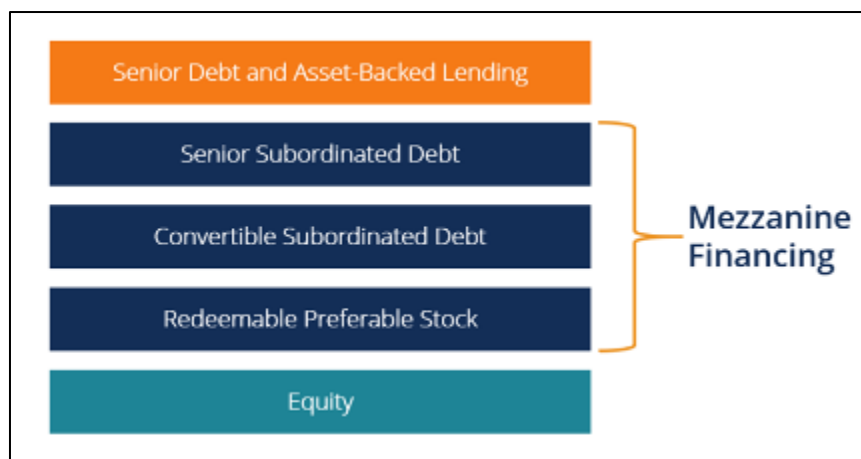 Senior Debt and Asset-Backed Lending
Senior Subordinated Debt
Convertible Subordinated Debt
Redeemable Preferable Stock
Equity
Mezzanine
Financing